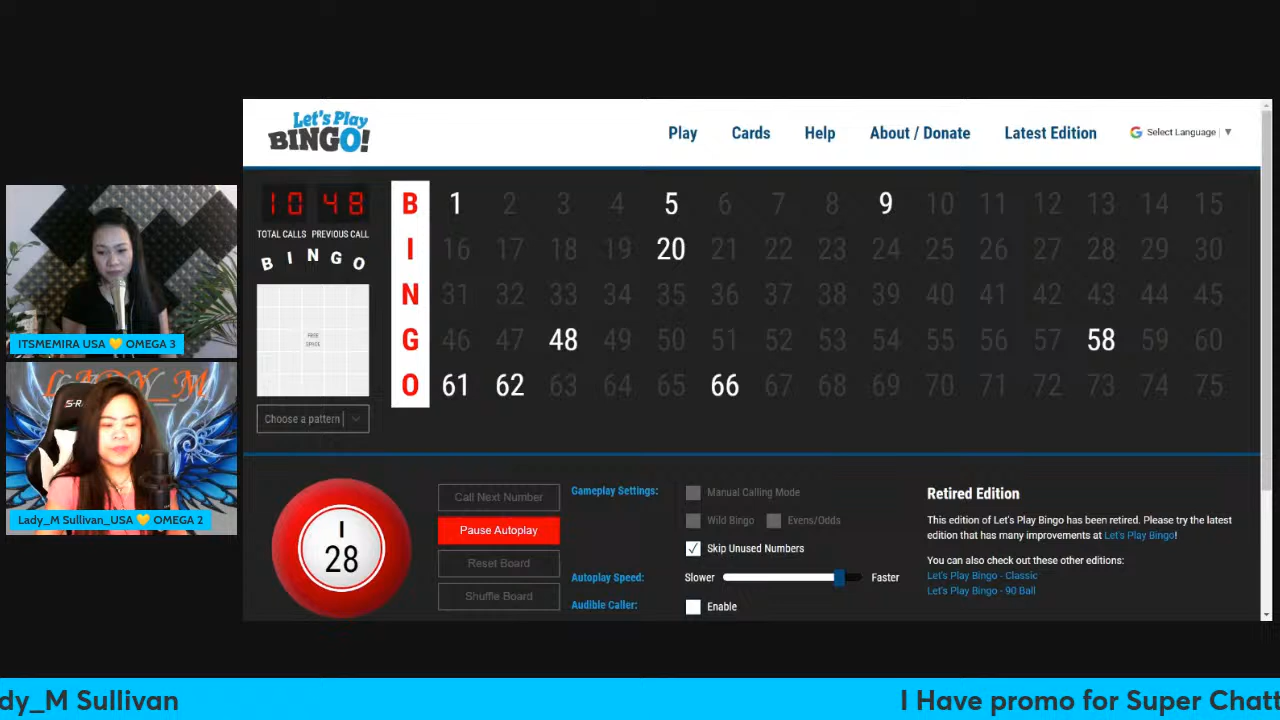 Let's Play
BINGO!
Play Cards Help About / Donate Latest Edition Select Language ▼
10 48
TOTAL CALLS PREVIOUS CALL
B I N G O
FREE
SPACE
Choose a pattern
B 1 2 3 4 5 6 7 8 9 10 11 12 13 14 15
I 16 17 18 19 20 21 22 23 24 25 26 27 28 29 30
N 31 32 33 34 35 36 37 38 39 40 41 42 43 44 45
G 46 47 48 49 50 51 52 53 54 55 56 57 58 59 60
O 61 62 63 64 65 66 67 68 69 70 71 72 73 74 75
ITSMEMIRA USA 💛 OMEGA 3
LADY_M
Lady_M Sullivan_USA 💛 OMEGA 2
I
28
Call Next Number
Pause Autoplay
Reset Board
Shuffle Board
Gameplay Settings:
Manual Calling Mode
Wild Bingo Evens/Odds
Skip Unused Numbers
Autoplay Speed: Slower Faster
Audible Caller: Enable
Retired Edition
This edition of Let's Play Bingo has been retired. Please try the latest
edition that has many improvements at Let's Play Bingo!
You can also check out these other editions:
Let's Play Bingo - Classic
Let's Play Bingo - 90 Ball
dy_M Sullivan I Have promo for Super Chatt